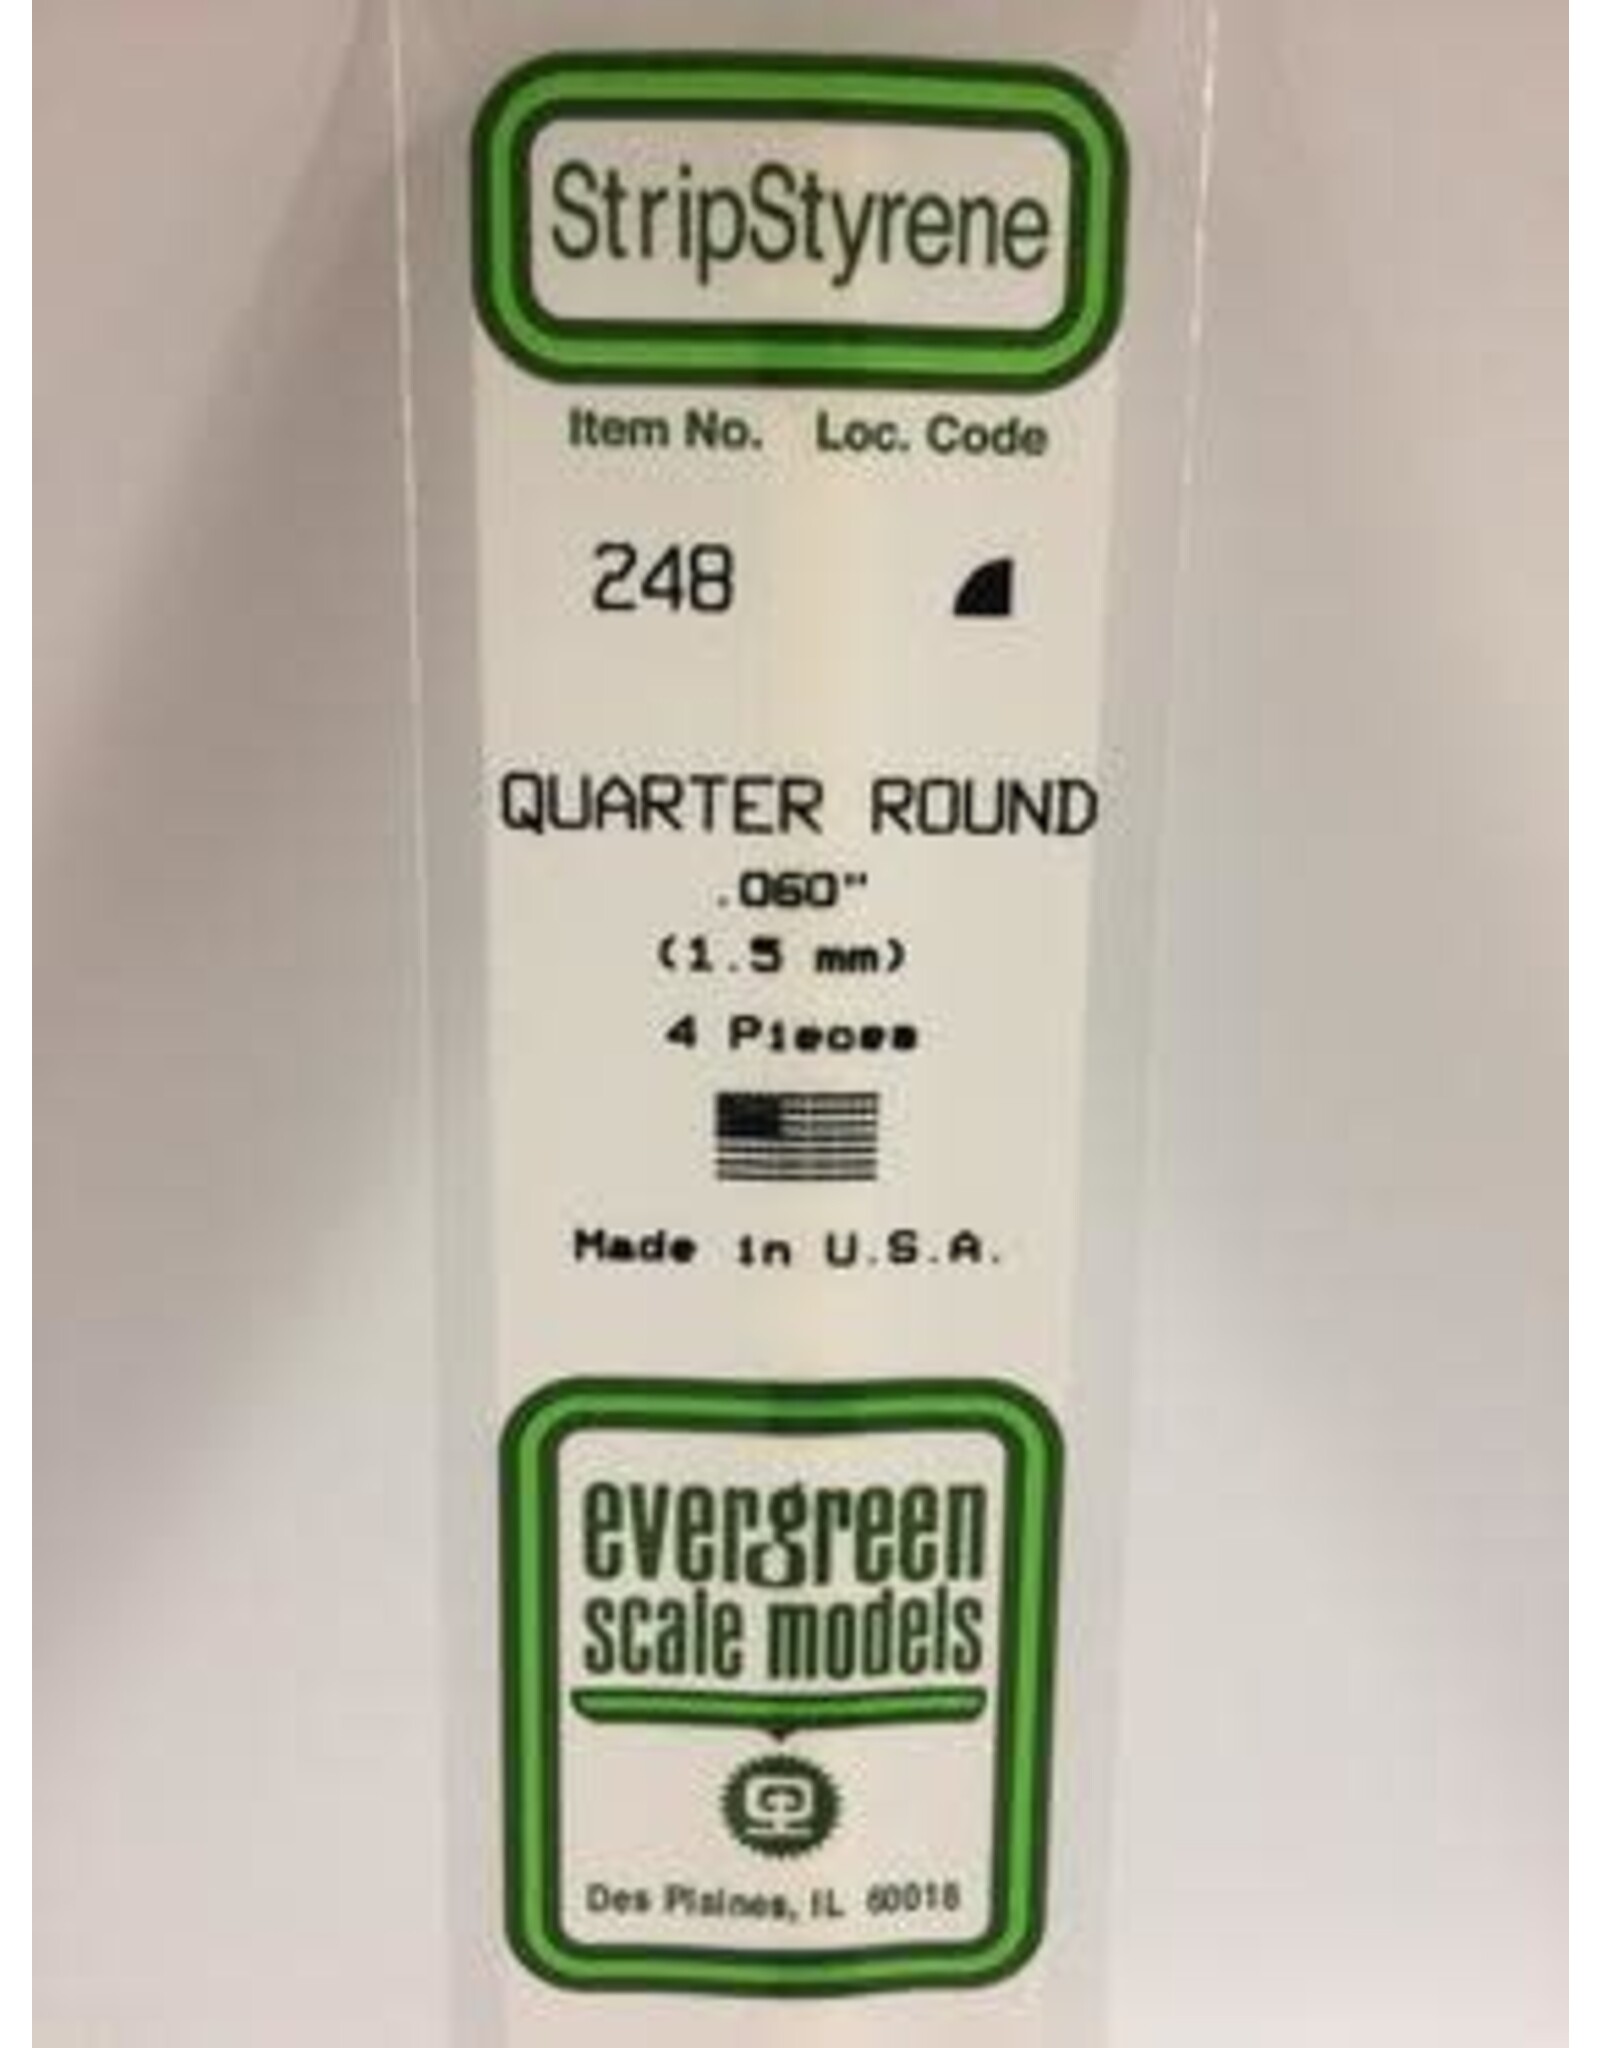 StripStyrene
Item No. Loc. Code
248
QUARTER ROUND
.060"
(1.5 mm)
4 Pieces
Made in U.S.A.
evergreen
scale models
Des Plaines, IL 60018